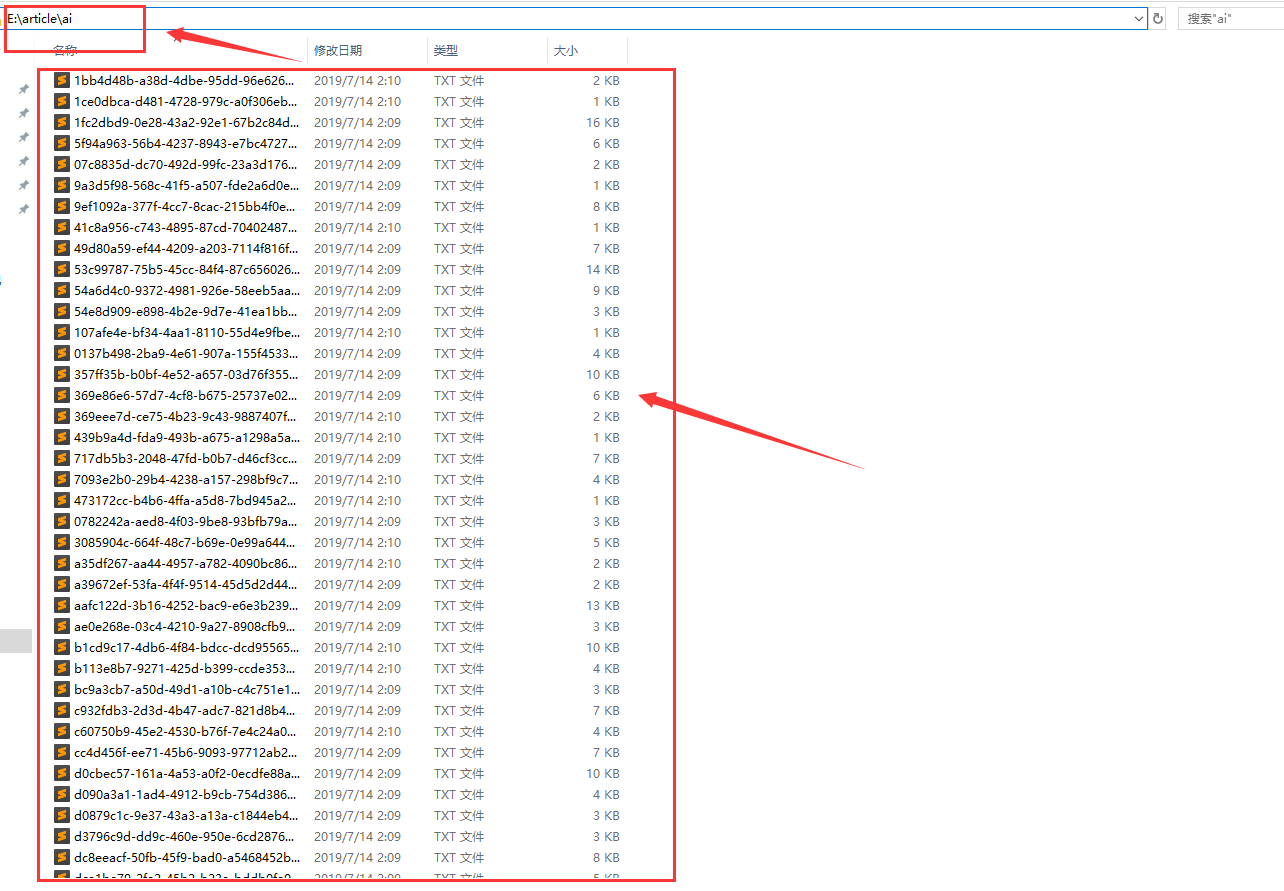 E:\article\ai
搜索"ai"
名称 修改日期 类型 大小
1bb4d48b-a38d-4dbe-95dd-96e626... 2019/7/14 2:10 TXT 文件 2 KB
1ce0dbca-d481-4728-979c-a0f306eb... 2019/7/14 2:10 TXT 文件 1 KB
1fc2dbd9-0e28-43a2-92e1-67b2c84d... 2019/7/14 2:09 TXT 文件 16 KB
5f94a963-56b4-4237-8943-e7bc4727... 2019/7/14 2:09 TXT 文件 6 KB
07c8835d-dc70-492d-99fc-23a3d176... 2019/7/14 2:09 TXT 文件 2 KB
9a3d5f98-568c-41f5-a507-fde2a6d0e... 2019/7/14 2:09 TXT 文件 1 KB
9ef1092a-377f-4cc7-8cac-215bb4f0e... 2019/7/14 2:09 TXT 文件 8 KB
41c8a956-c743-4895-87cd-70402487... 2019/7/14 2:09 TXT 文件 1 KB
49d80a59-ef44-4209-a203-7114f816f... 2019/7/14 2:09 TXT 文件 7 KB
53c99787-75b5-45cc-84f4-87c656026... 2019/7/14 2:09 TXT 文件 14 KB
54a6d4c0-9372-4981-926e-58eeb5aa... 2019/7/14 2:09 TXT 文件 9 KB
54e8d909-e898-4b2e-9d7e-41ea1bb... 2019/7/14 2:09 TXT 文件 3 KB
107afe4e-bf34-4aa1-8110-55d4e9fbe... 2019/7/14 2:10 TXT 文件 1 KB
0137b498-2ba9-4e61-907a-155f4533... 2019/7/14 2:09 TXT 文件 4 KB
357ff35b-b0bf-4e52-a657-03d76f355... 2019/7/14 2:09 TXT 文件 10 KB
369e86e6-57d7-4cf8-b675-25737e02... 2019/7/14 2:09 TXT 文件 6 KB
369eee7d-ce75-4b23-9c43-9887407f... 2019/7/14 2:10 TXT 文件 2 KB
439b9a4d-fda9-493b-a675-a1298a5a... 2019/7/14 2:10 TXT 文件 1 KB
717db5b3-2048-47fd-b0b7-d46cf3cc... 2019/7/14 2:09 TXT 文件 7 KB
7093e2b0-29b4-4238-a157-298bf9c7... 2019/7/14 2:10 TXT 文件 4 KB
473172cc-b4b6-4ffa-a5d8-7bd945a2... 2019/7/14 2:10 TXT 文件 1 KB
0782242a-aed8-4f03-9be8-93bfb79a... 2019/7/14 2:09 TXT 文件 3 KB
3085904c-664f-48c7-b69e-0e99a644... 2019/7/14 2:10 TXT 文件 5 KB
a35df267-aa44-4957-a782-4090bc86... 2019/7/14 2:10 TXT 文件 2 KB
a39672ef-53fa-4f4f-9514-45d5d2d44... 2019/7/14 2:09 TXT 文件 2 KB
aafc122d-3b16-4252-bac9-e6e3b239... 2019/7/14 2:09 TXT 文件 13 KB
ae0e268e-03c4-4210-9a27-8908cfb9... 2019/7/14 2:09 TXT 文件 3 KB
b1cd9c17-4db6-4f84-bdcc-dcd95565... 2019/7/14 2:10 TXT 文件 10 KB
b113e8b7-9271-425d-b399-ccde353... 2019/7/14 2:10 TXT 文件 4 KB
bc9a3cb7-a50d-49d1-a10b-c4c751e1... 2019/7/14 2:09 TXT 文件 3 KB
c932fdb3-2d3d-4b47-adc7-821d8b4... 2019/7/14 2:09 TXT 文件 7 KB
c60750b9-45e2-4530-b76f-7e4c24a0... 2019/7/14 2:10 TXT 文件 4 KB
cc4d456f-ee71-45b6-9093-97712ab2... 2019/7/14 2:09 TXT 文件 7 KB
d0cbec57-161a-4a53-a0f2-0ecdfe88a... 2019/7/14 2:09 TXT 文件 10 KB
d090a3a1-1ad4-4912-b9cb-754d386... 2019/7/14 2:09 TXT 文件 4 KB
d0879c1c-9e37-43a3-a13a-c1844eb4... 2019/7/14 2:09 TXT 文件 3 KB
d3796c9d-dd9c-460e-950e-6cd2876... 2019/7/14 2:09 TXT 文件 3 KB
dc8eeacf-50fb-45f9-bad0-a5468452b... 2019/7/14 2:09 TXT 文件 8 KB